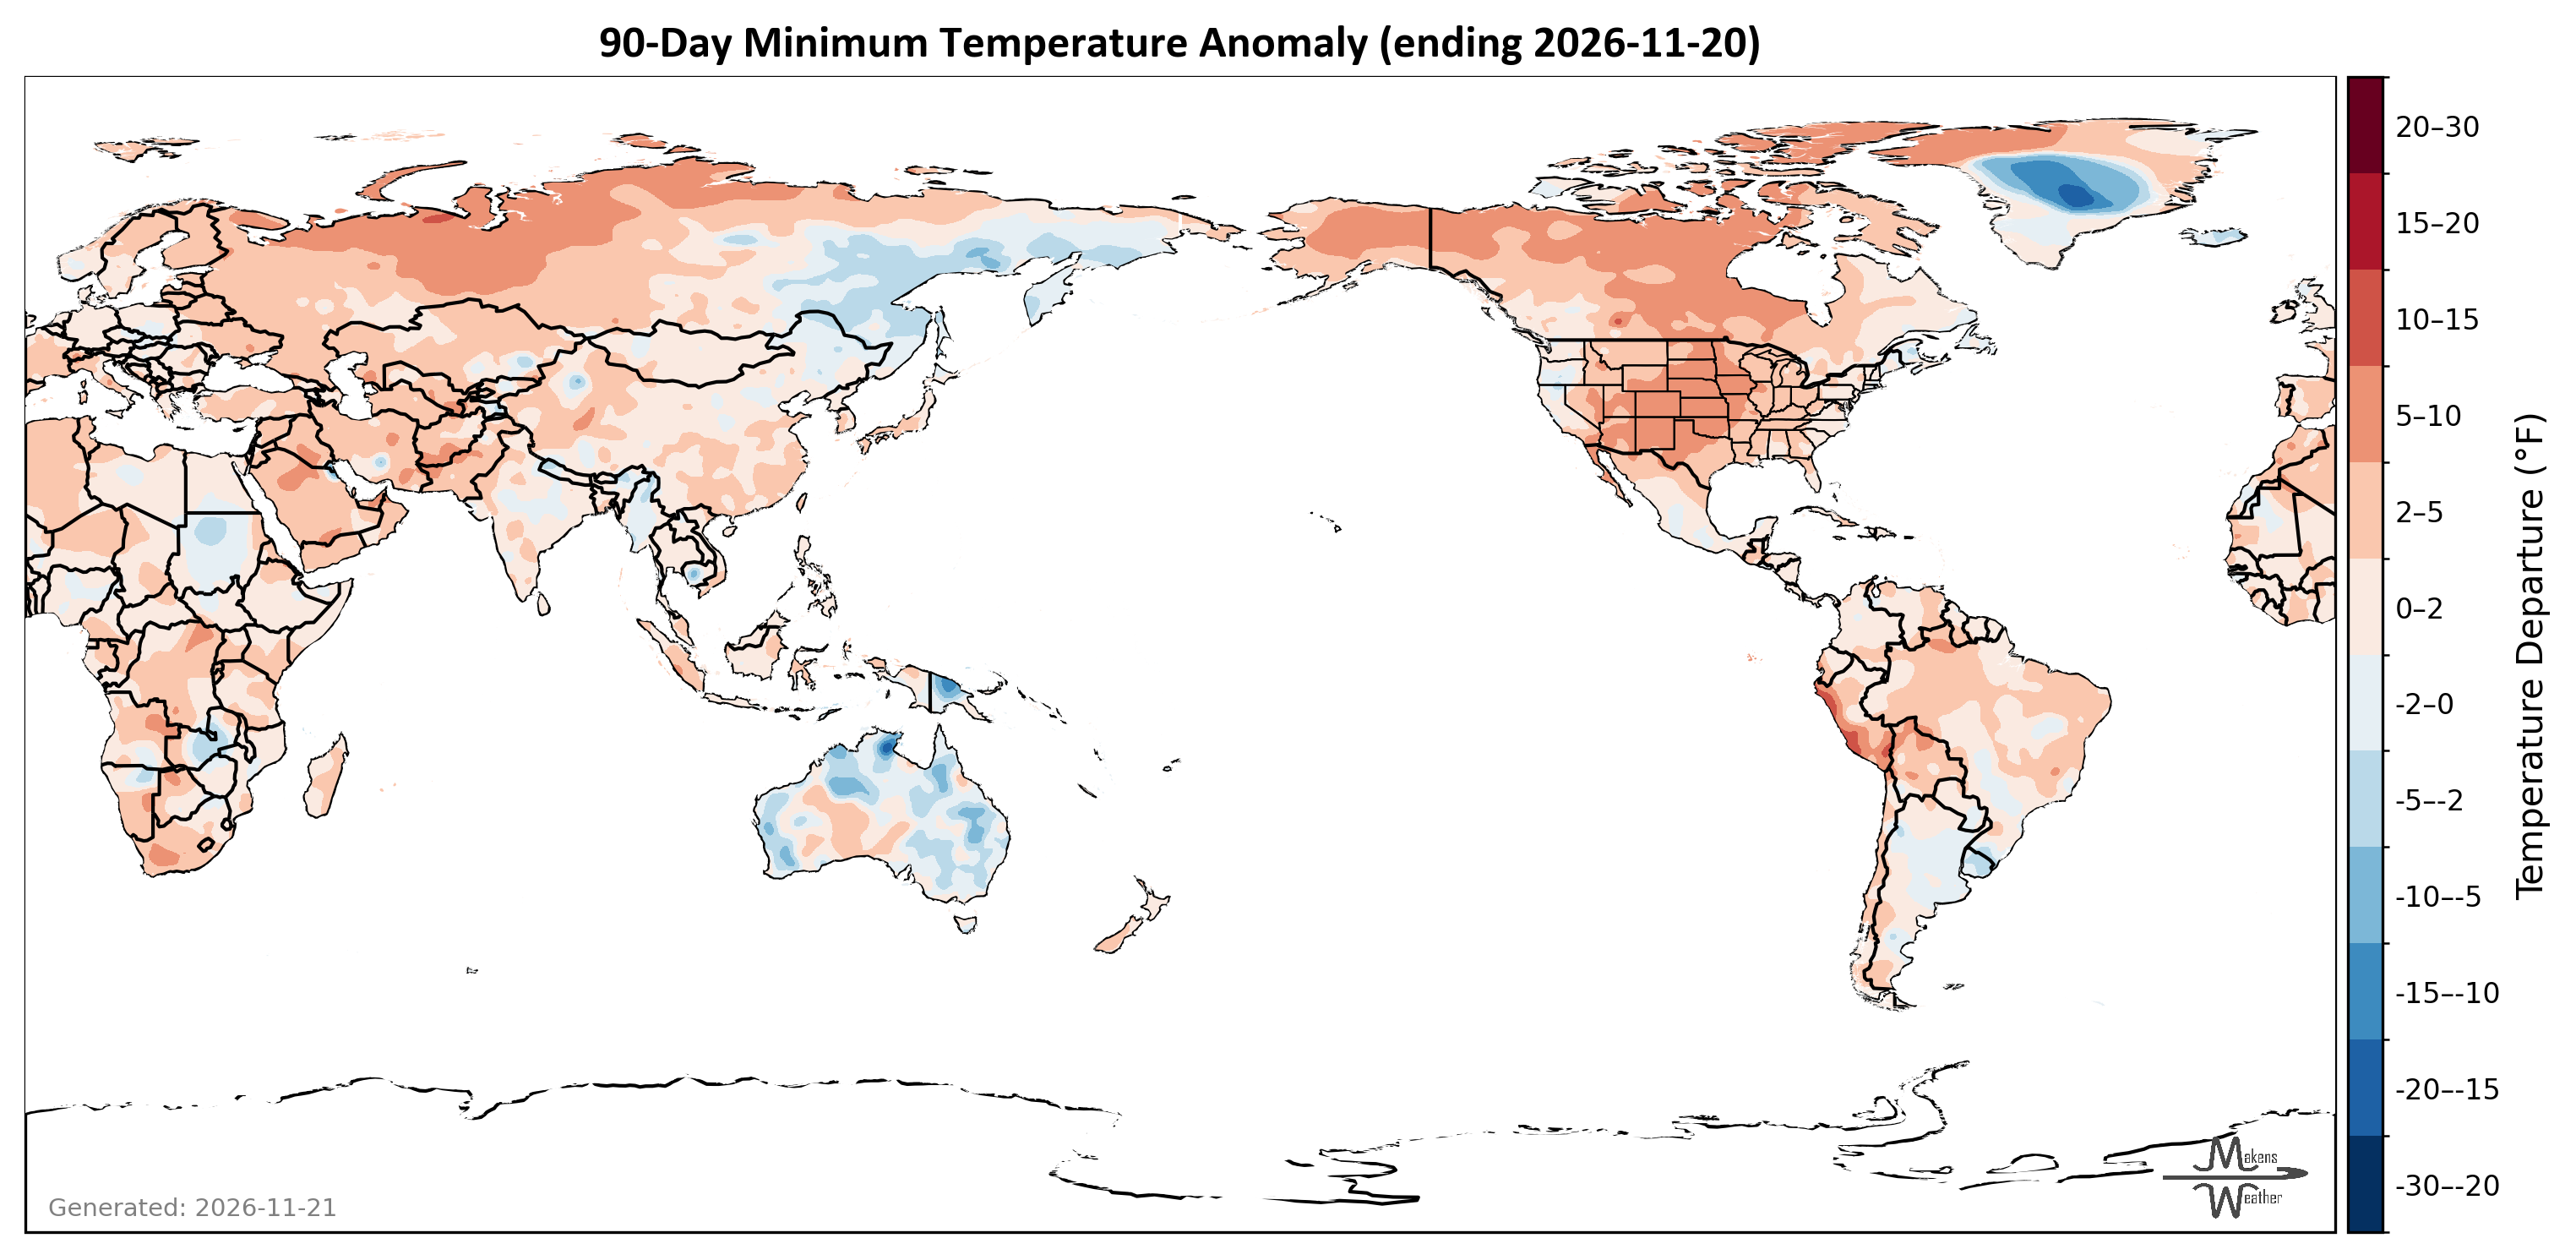 90-Day Minimum Temperature Anomaly (ending 2026-11-20)
20–30
15–20
10–15
5–10
2–5
0–2
-2–0
-5–-2
-10–-5
-15–-10
-20–-15
-30–-20
Temperature Departure (°F)
Generated: 2026-11-21
Makens
Weather